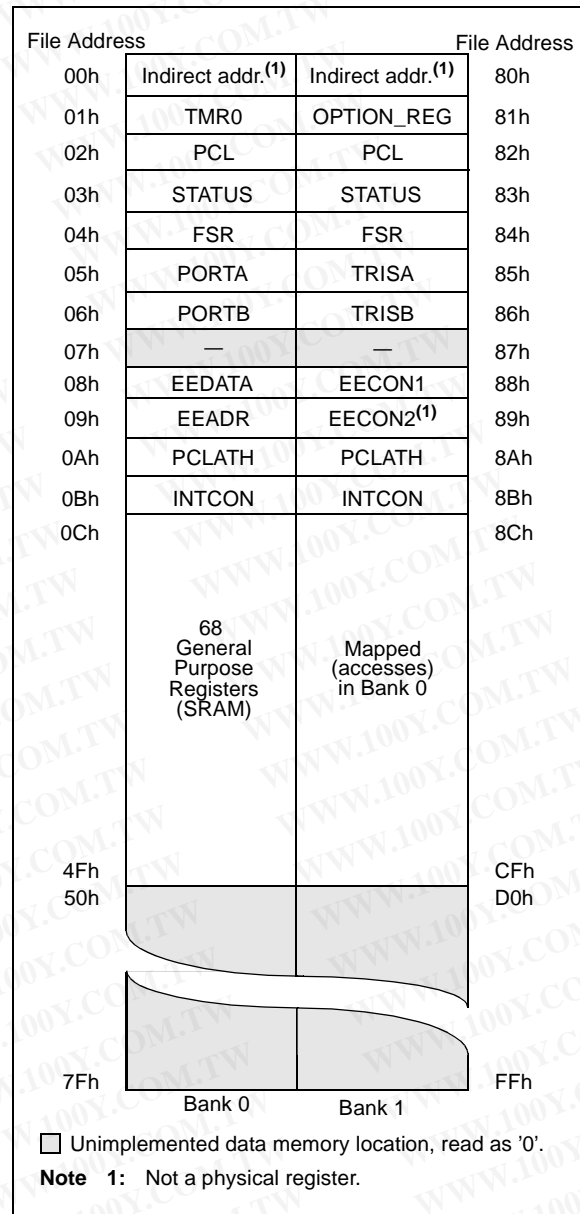 File Address File Address
00h Indirect addr.(1) Indirect addr.(1) 80h
01h TMR0 OPTION_REG 81h
02h PCL PCL 82h
03h STATUS STATUS 83h
04h FSR FSR 84h
05h PORTA TRISA 85h
06h PORTB TRISB 86h
07h — — 87h
08h EEDATA EECON1 88h
09h EEADR EECON2(1) 89h
0Ah PCLATH PCLATH 8Ah
0Bh INTCON INTCON 8Bh
0Ch 8Ch
68
General
Purpose
Registers
(SRAM)
Mapped
(accesses)
in Bank 0
4Fh CFh
50h D0h
7Fh FFh
Bank 0 Bank 1
Unimplemented data memory location, read as '0'.
Note 1: Not a physical register.
WWW.100Y.COM.TW